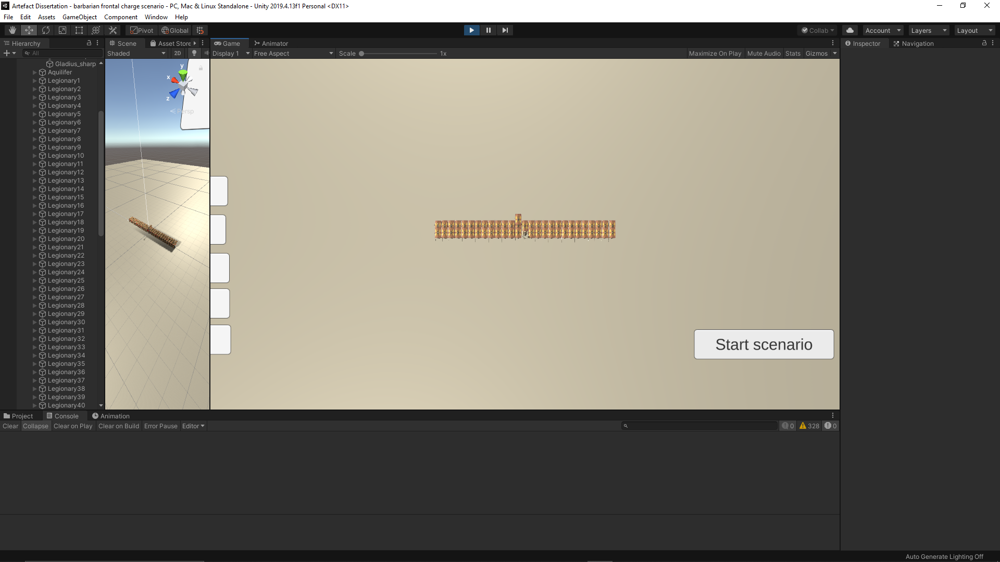 Artefact Dissertation - barbarian frontal charge scenario - PC, Mac & Linux Standalone - Unity 2019.4.13f1 Personal <DX11>
File Edit Assets GameObject Component Window Help
Pivot Global Collab Account Layers Layout
Hierarchy Scene Asset Store Game Animator Inspector Navigation
All Shaded 2D Display 1 Free Aspect Scale 1x Maximize On Play Mute Audio Stats Gizmos
Gladius_sharp
Aquilifer
Legionary1
Legionary2
Legionary3
Legionary4
Legionary5
Legionary6
Legionary7
Legionary8
Legionary9
Legionary10
Legionary11
Legionary12
Legionary13
Legionary14
Legionary15
Legionary16
Legionary17
Legionary18
Legionary19
Legionary20
Legionary21
Legionary22
Legionary23
Legionary24
Legionary25
Legionary26
Legionary27
Legionary28
Legionary29
Legionary30
Legionary31
Legionary32
Legionary33
Legionary34
Legionary35
Legionary36
Legionary37
Legionary38
Legionary39
Legionary40
y
x
z
Persp
Start scenario
Project Console Animation
Clear Collapse Clear on Play Clear on Build Error Pause Editor 0 328 0
Auto Generate Lighting Off